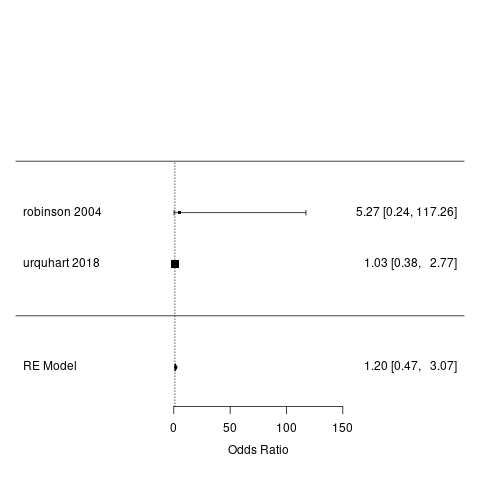 robinson 2004 5.27 [0.24, 117.26]
urquhart 2018 1.03 [0.38, 2.77]
RE Model 1.20 [0.47, 3.07]
0 50 100 150
Odds Ratio